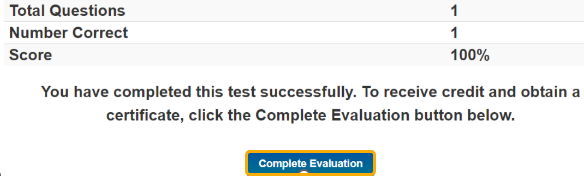 Total Questions 1
Number Correct 1
Score 100%
You have completed this test successfully. To receive credit and obtain a
certificate, click the Complete Evaluation button below.
Complete Evaluation